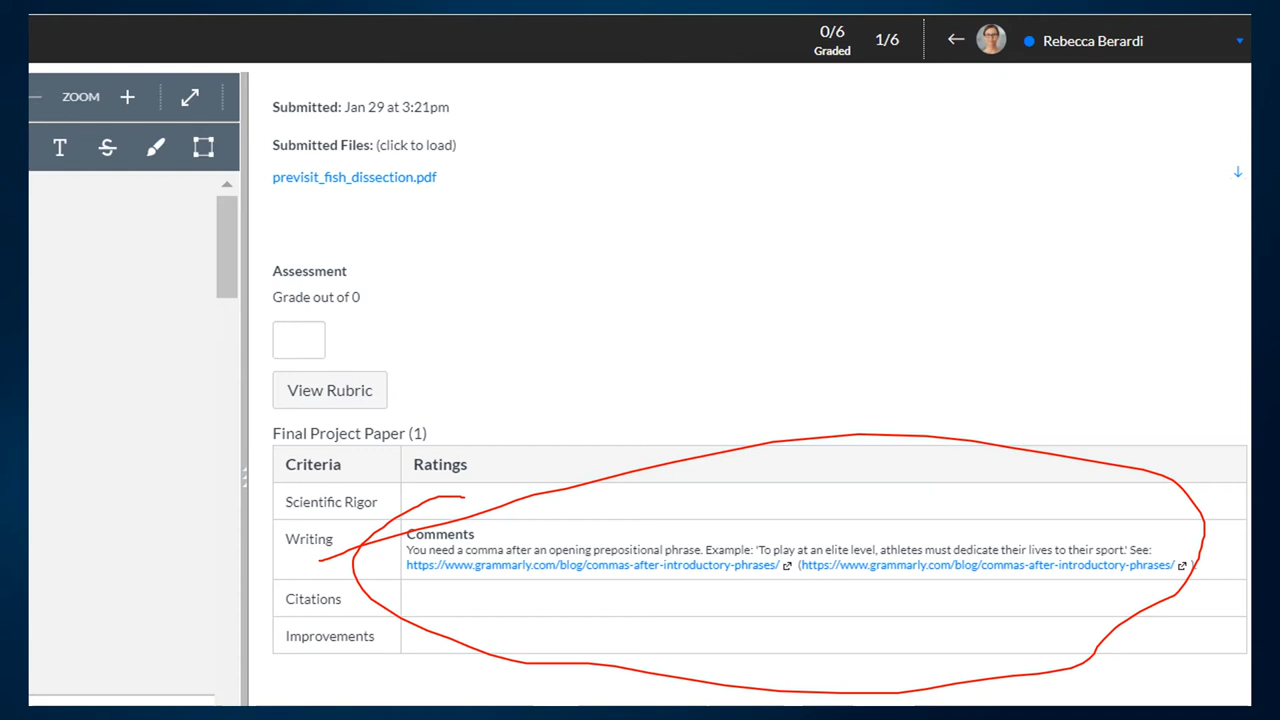 0/6
Graded
1/6
Rebecca Berardi
ZOOM
Submitted: Jan 29 at 3:21pm
T S
Submitted Files: (click to load)
previsit_fish_dissection.pdf
Assessment
Grade out of 0
View Rubric
Final Project Paper (1)
Criteria Ratings
Scientific Rigor
Writing
Comments
You need a comma after an opening prepositional phrase. Example: 'To play at an elite level, athletes must dedicate their lives to their sport.' See:
https://www.grammarly.com/blog/commas-after-introductory-phrases/ (https://www.grammarly.com/blog/commas-after-introductory-phrases/ )
Citations
Improvements